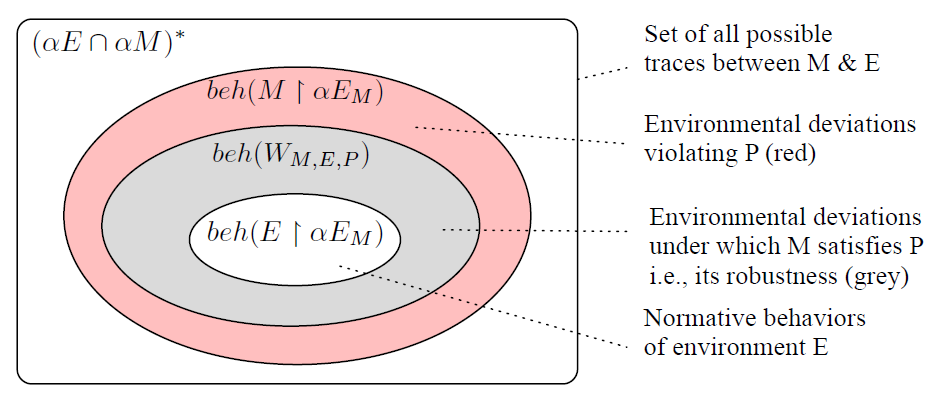 (αE ∩ αM)*
beh(M ↾ αE_M)
beh(W_{M,E,P})
beh(E ↾ αE_M)
Set of all possible
traces between M & E
Environmental deviations
violating P (red)
Environmental deviations
under which M satisfies P
i.e., its robustness (grey)
Normative behaviors
of environment E